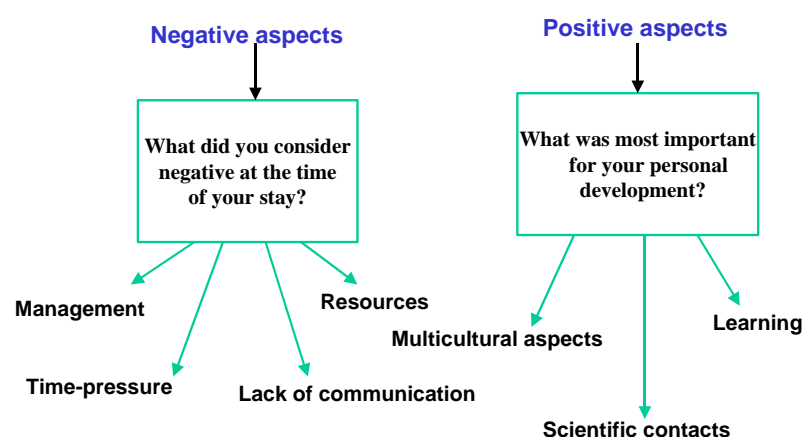 Negative aspects
What did you consider
negative at the time
of your stay?
Management
Resources
Time-pressure
Lack of communication
Positive aspects
What was most important
for your personal
development?
Multicultural aspects
Learning
Scientific contacts